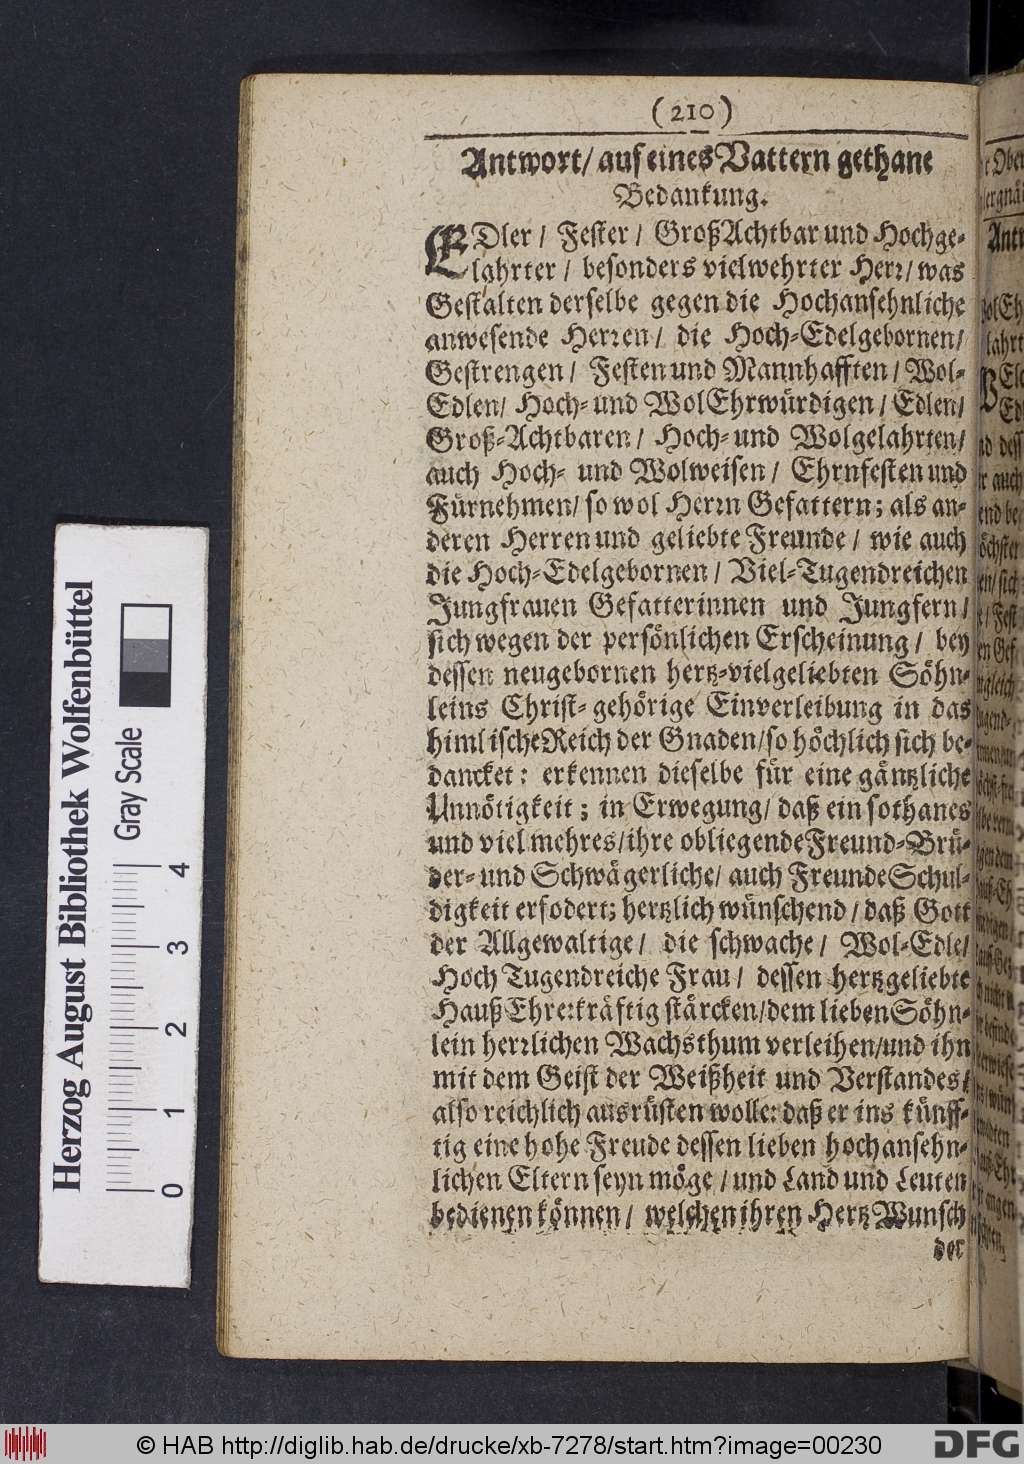 (210)
Antwort/ auf eines Vattern gethane
Bedankung.
EDler / Fester / GroßAchtbar und Hochge-
lahrter / besonders vielwehrter Herr/ was
Gestalten derselbe gegen die Hochansehnliche
anwesende Herren/ die Hoch-Edelgebornen/
Gestrengen / Festen und Mannhafften / Wol-
Edlen/ Hoch- und WolEhrwürdigen / Edlen/
Groß-Achtbaren / Hoch- und Wolgelahrten/
auch Hoch- und Wolweisen / Ehrnfesten und
Fürnehmen/ so wol Herrn Gefattern; als an-
deren Herren und geliebte Freunde / wie auch
die Hoch-Edelgebornen / Viel-Tugendreichen
Jungfrauen Gefatterinnen und Jungfern /
sich wegen der persönlichen Erscheinung / bey
dessen neugebornen hertz-vielgeliebten Söhn-
leins Christ-gehörige Einverleibung in das
himlische Reich der Gnaden/ so höchlich sich be-
dancket: erkennen dieselbe für eine gäntzliche
Unnötigkeit; in Erwegung/ daß ein sothanes
und viel mehres/ ihre obliegende Freund-Brü-
der- und Schwägerliche/ auch FreundeSchul-
digkeit erfodert; hertzlich wünschend / daß Gott
der Allgewaltige / die schwache / Wol-Edle/
Hoch Tugendreiche Frau / dessen hertzgeliebte
Hauß Ehre: kräftig stärcken/ dem lieben Söhn-
lein herrlichen Wachsthum verleihen/ und ihn
mit dem Geist der Weißheit und Verstandes/
also reichlich ausrüsten wolle: daß er ins künff-
tig eine hohe Freude dessen lieben hochansehn-
lichen Eltern seyn möge / und Land und Leuten
bedienen können / welchen ihren Hertz Wunsch
der
Herzog August Bibliothek Wolfenbüttel
Gray Scale
0 1 2 3 4
© HAB http://diglib.hab.de/drucke/xb-7278/start.htm?image=00230
DFG